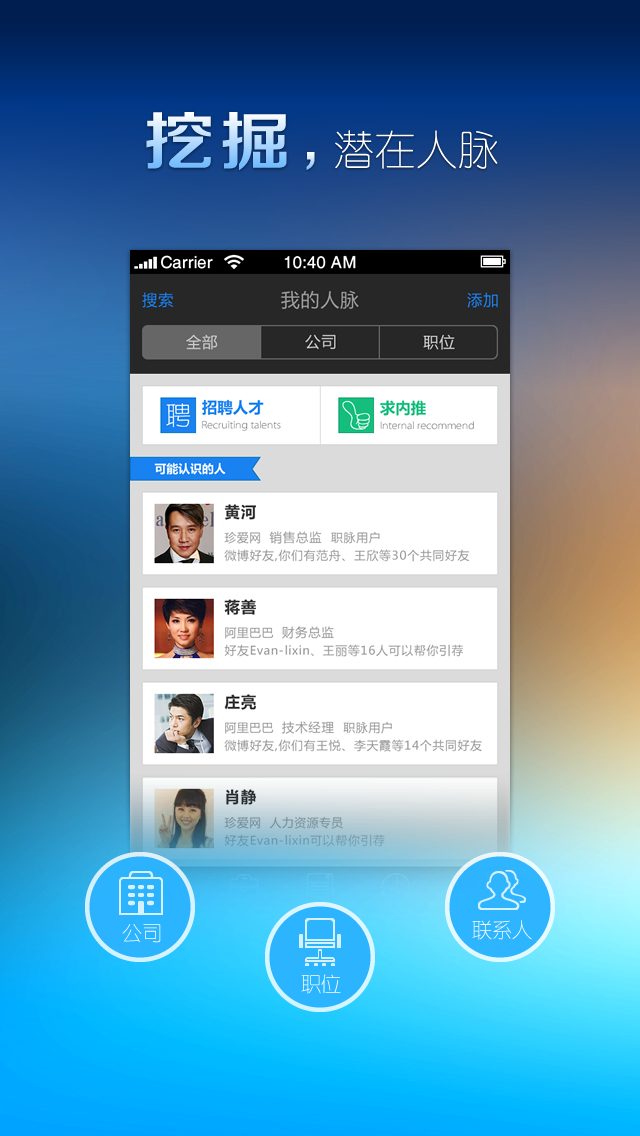 挖掘，潜在人脉
Carrier 10:40 AM
搜索 我的人脉 添加
全部 公司 职位
聘 招聘人才 求内推
Recruiting talents Internal recommend
可能认识的人
黄河
珍爱网 销售总监 职脉用户
微博好友,你们有范舟、王欣等30个共同好友
蒋善
阿里巴巴 财务总监
好友Evan-lixin、王丽等16人可以帮你引荐
庄亮
阿里巴巴 技术经理 职脉用户
微博好友,你们有王悦、李天霞等14个共同好友
肖静
珍爱网 人力资源专员
好友Evan-lixin可以帮你引荐
公司
职位
联系人